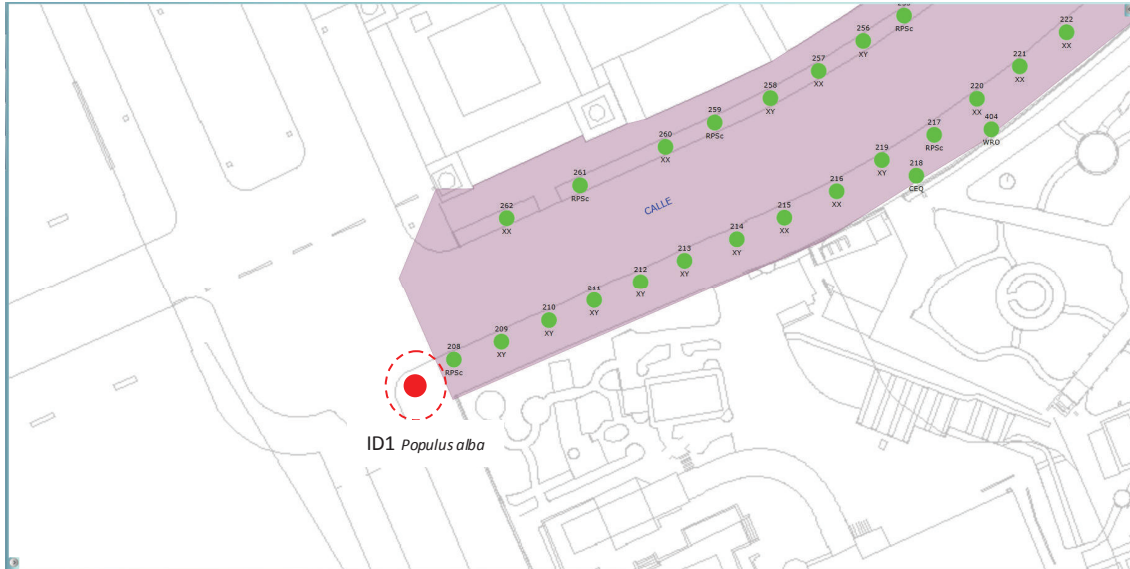 RPSc
256
XY
222
XX
257
XX
221
XX
258
XY
220
XX
259
RPSc
404
WRO
217
RPSc
260
XX
219
XY
218
CEQ
261
RPSc
216
XX
CALLE
262
XX
215
XX
214
XY
213
XY
212
XY
211
XY
210
XY
209
XY
208
RPSc
ID1 Populus alba